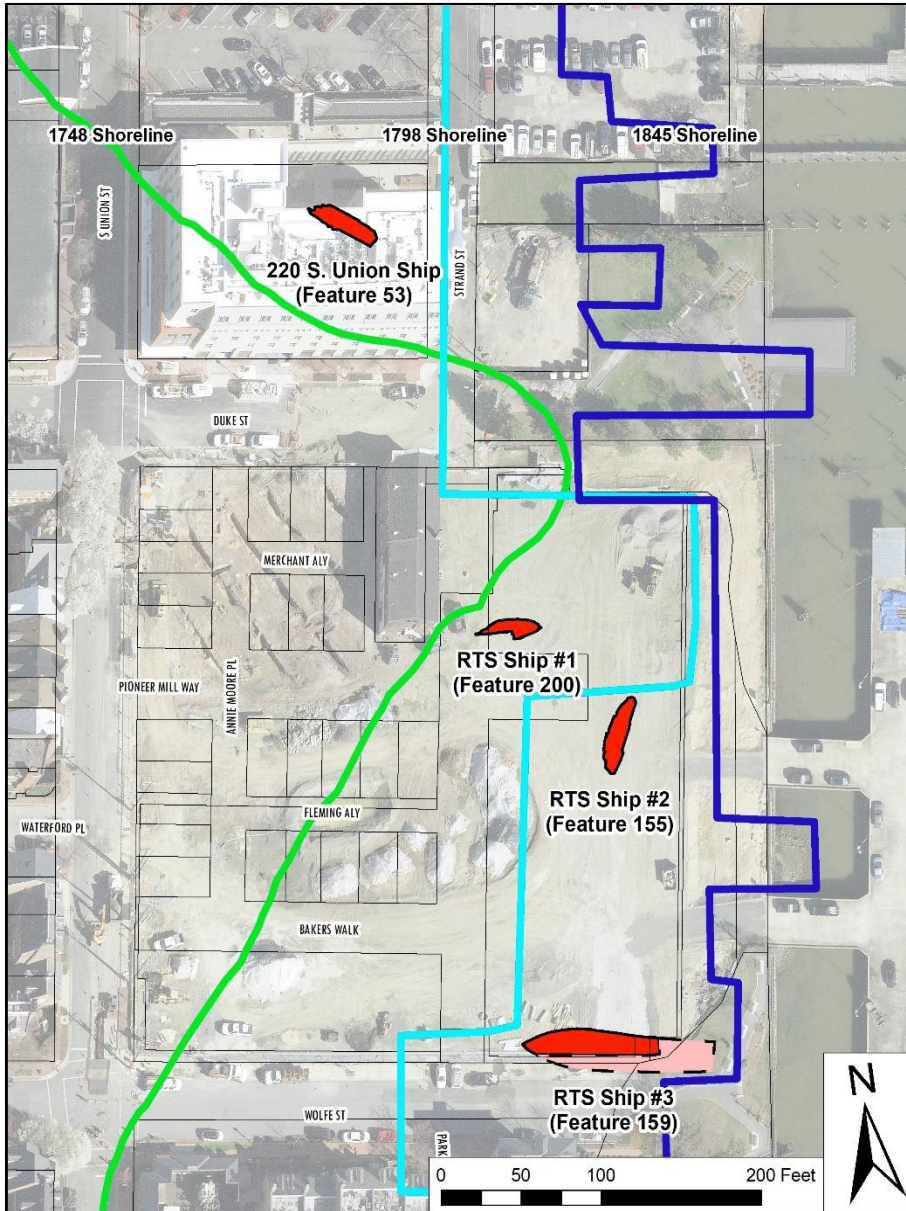 1748 Shoreline
1798 Shoreline
1845 Shoreline
S UNION ST
STRAND ST
220 S. Union Ship
(Feature 53)
DUKE ST
MERCHANT ALY
RTS Ship #1
(Feature 200)
PIONEER MILL WAY
ANNIE MOORE PL
RTS Ship #2
(Feature 155)
FLEMING ALY
WATERFORD PL
BAKERS WALK
RTS Ship #3
(Feature 159)
WOLFE ST
PARK
N
0 50 100 200 Feet